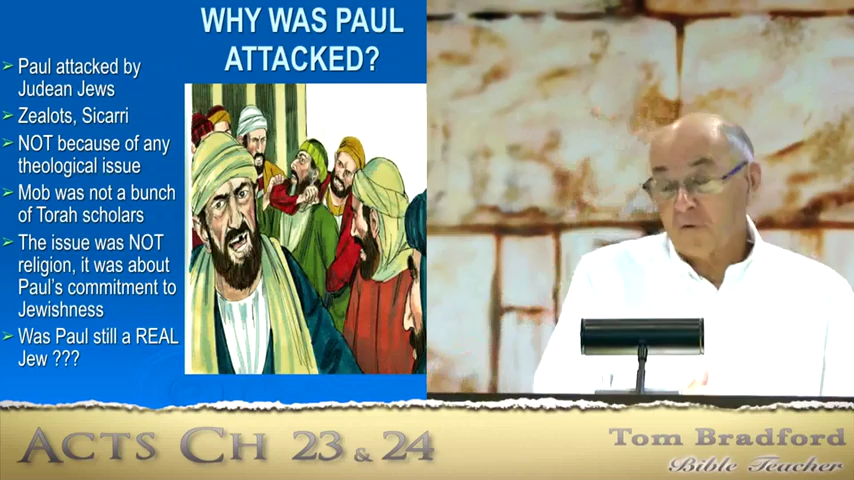 WHY WAS PAUL
ATTACKED?
➢ Paul attacked by
Judean Jews
➢ Zealots, Sicarri
➢ NOT because of any
theological issue
➢ Mob was not a bunch
of Torah scholars
➢ The issue was NOT
religion, it was about
Paul's commitment to
Jewishness
➢ Was Paul still a REAL
Jew ???
ACTS CH 23 & 24
Tom Bradford
Bible Teacher